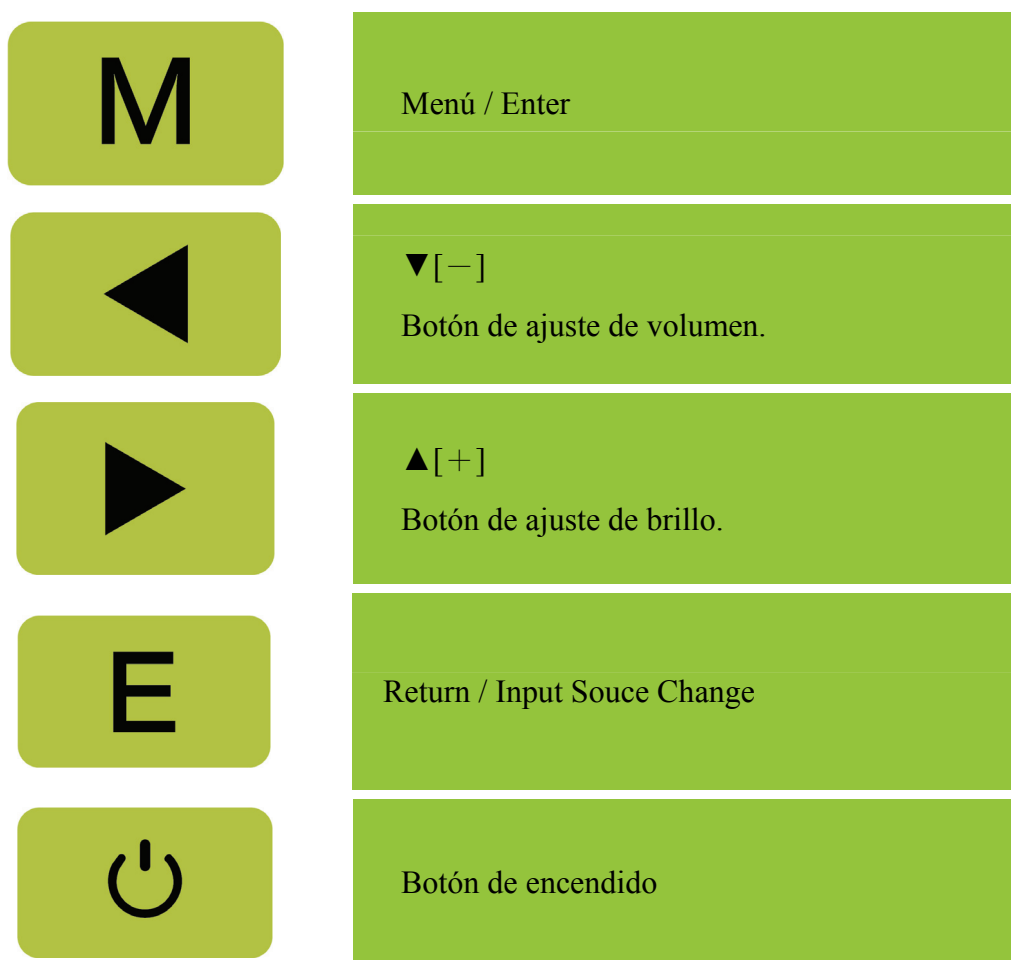 M
Menú / Enter
▼[－]
Botón de ajuste de volumen.
▲[＋]
Botón de ajuste de brillo.
E
Return / Input Souce Change
Botón de encendido